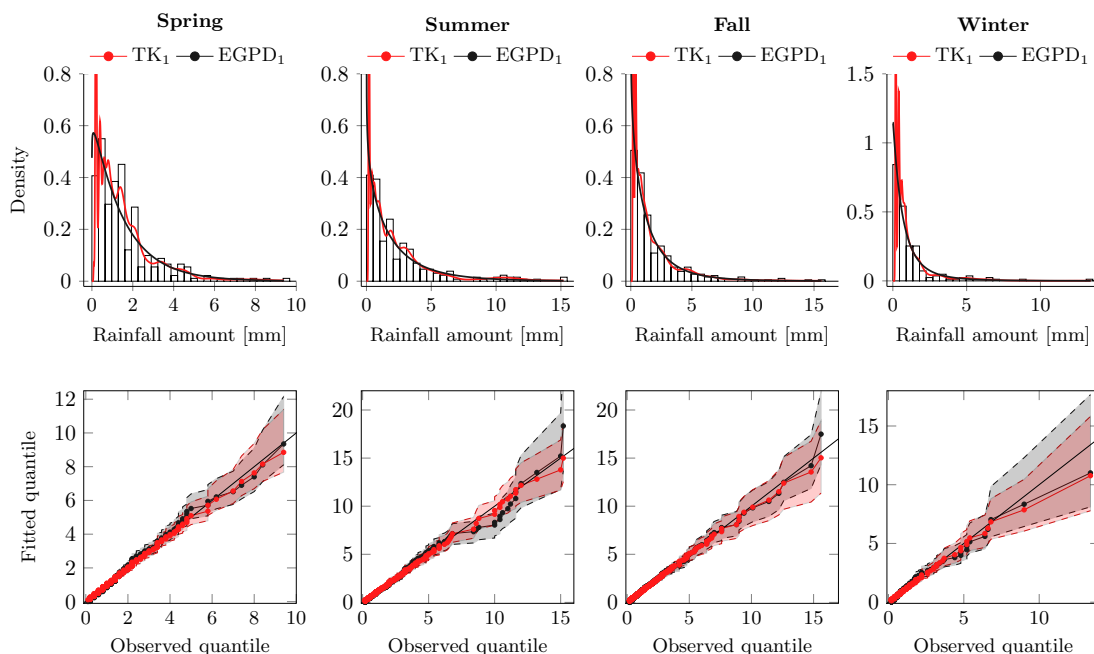 Spring Summer Fall Winter
TK1 EGPD1 TK1 EGPD1 TK1 EGPD1 TK1 EGPD1
0.8 0.8 0.8 1.5
0.6 0.6 0.6
1
0.4 0.4 0.4
0.5
0.2 0.2 0.2
0 0 0 0
Density
0 2 4 6 8 10 0 5 10 15 0 5 10 15 0 5 10
Rainfall amount [mm] Rainfall amount [mm] Rainfall amount [mm] Rainfall amount [mm]
12
10
8
6
4
2
0
20
15
10
5
0
20
15
10
5
0
15
10
5
0
Fitted quantile
0 2 4 6 8 10 0 5 10 15 0 5 10 15 0 5 10
Observed quantile Observed quantile Observed quantile Observed quantile